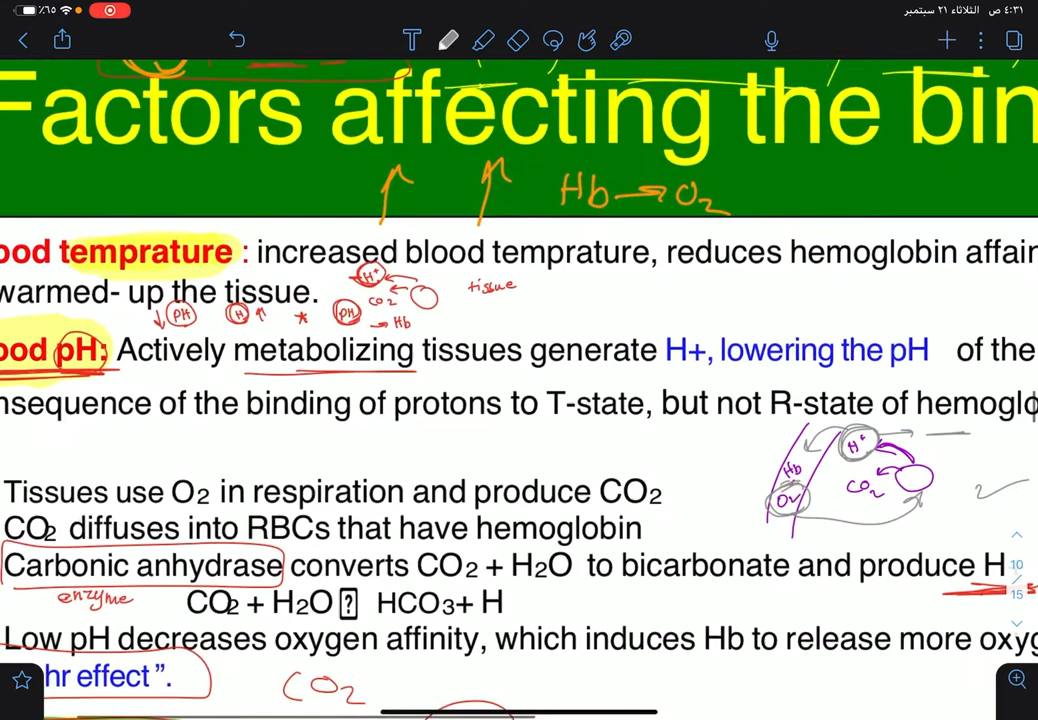 ٪٦٥ ٤:٣١ ص الثلاثاء ٢١ سبتمبر
Factors affecting the bin
Hb → O2
ood temprature : increased blood temprature, reduces hemoglobin affain
H+
CO2
tissue
warmed- up the tissue.
↓ PH H ↑ * PH → Hb
ood pH: Actively metabolizing tissues generate H+, lowering the pH of the
nsequence of the binding of protons to T-state, but not R-state of hemoglo
H+
Hb
CO2
O2
Tissues use O2 in respiration and produce CO2
CO2 diffuses into RBCs that have hemoglobin
Carbonic anhydrase converts CO2 + H2O to bicarbonate and produce H
enzyme
CO2 + H2O ? HCO3+ H
10
15
Low pH decreases oxygen affinity, which induces Hb to release more oxyg
hr effect ”.
CO2